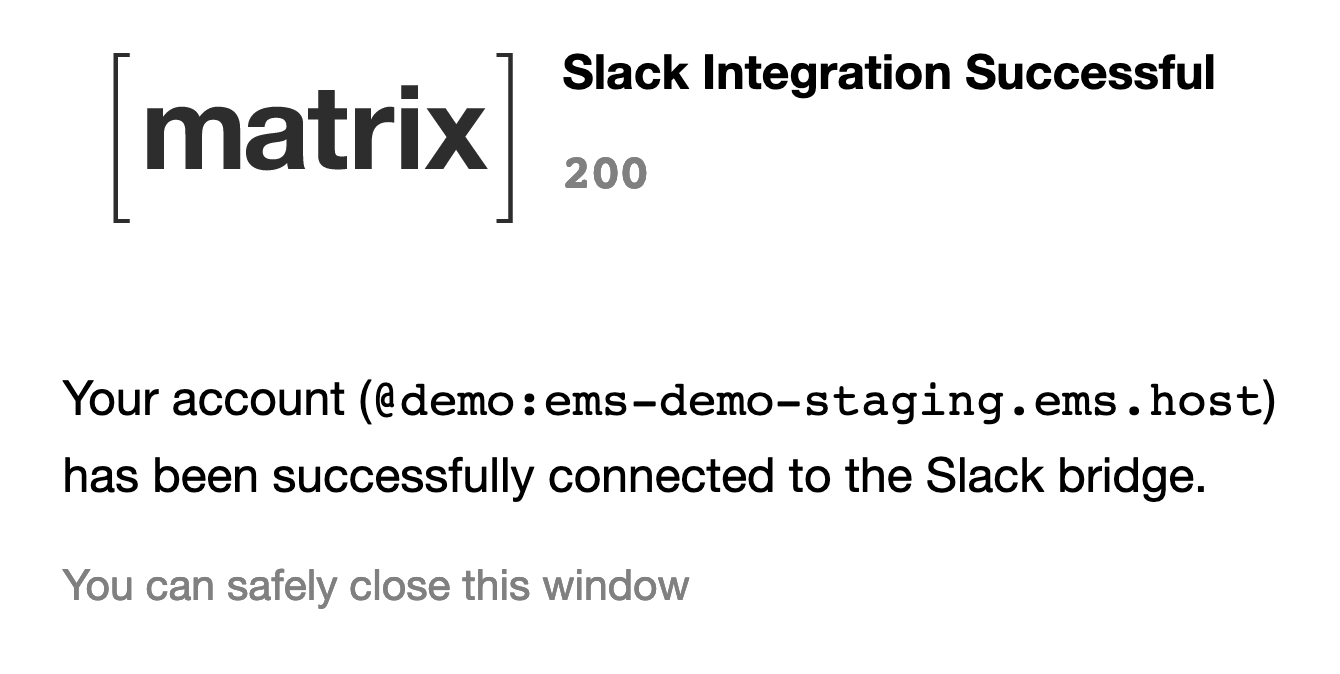 [matrix]
Slack Integration Successful
200
Your account (@demo:ems-demo-staging.ems.host)
has been successfully connected to the Slack bridge.
You can safely close this window